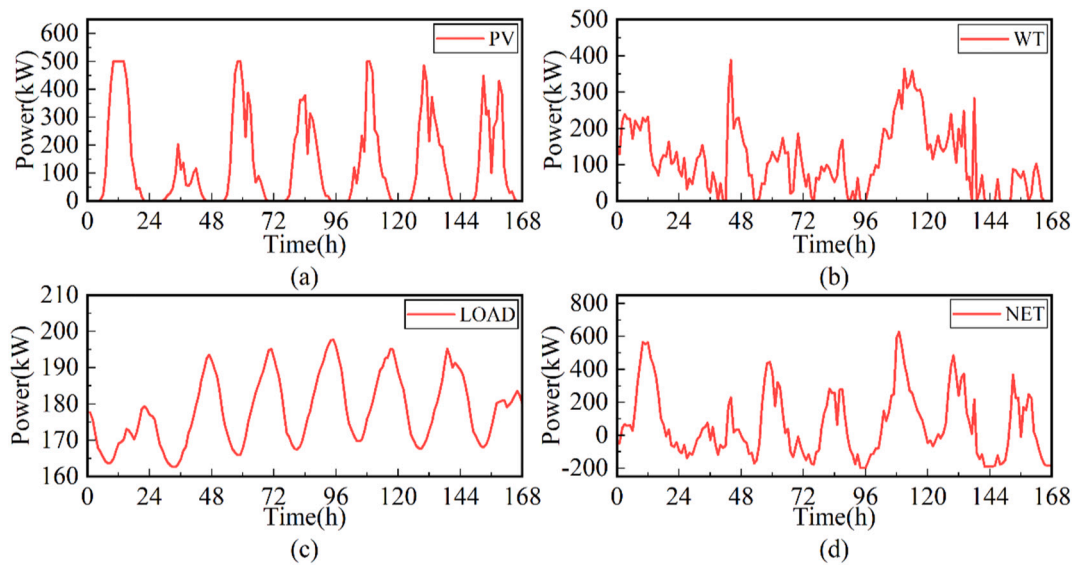 600
500
400
300
200
100
0
Power(kW)
PV
0 24 48 72 96 120 144 168
Time(h)
(a)
500
400
300
200
100
0
Power(kW)
WT
0 24 48 72 96 120 144 168
Time(h)
(b)
210
200
190
180
170
160
Power(kW)
LOAD
0 24 48 72 96 120 144 168
Time(h)
(c)
800
600
400
200
0
-200
Power(kW)
NET
0 24 48 72 96 120 144 168
Time(h)
(d)